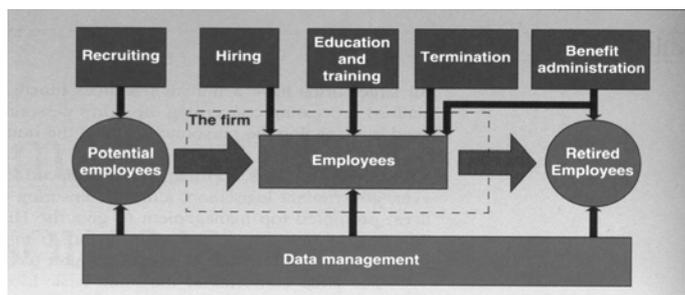 Recruiting
Hiring
Education
and
training
Termination
Benefit
administration
The firm
Potential
employees
Employees
Retired
Employees
Data management